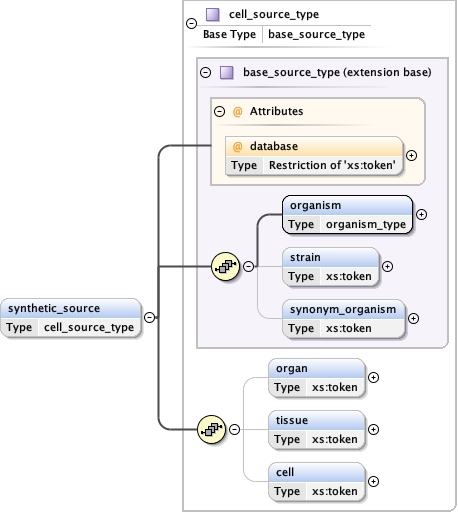 cell_source_type
Base Type base_source_type
base_source_type (extension base)
@ Attributes
@ database
Type Restriction of 'xs:token'
organism
Type organism_type
strain
Type xs:token
synonym_organism
Type xs:token
synthetic_source
Type cell_source_type
organ
Type xs:token
tissue
Type xs:token
cell
Type xs:token